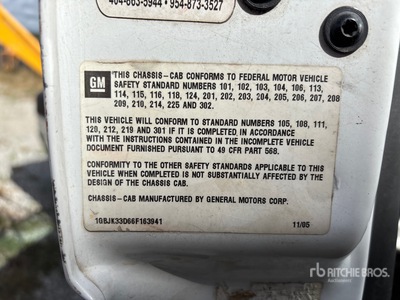 404-663-5944 • 954-873-3527
GM
"THIS CHASSIS-CAB CONFORMS TO FEDERAL MOTOR VEHICLE
SAFETY STANDARD NUMBERS 101, 102, 103, 104, 106, 113,
114, 115, 116, 118, 124, 201, 202, 203, 204, 205, 206, 207, 208
209, 210, 214, 225 AND 302.
THIS VEHICLE WILL CONFORM TO STANDARD NUMBERS 105, 108, 111,
120, 212, 219 AND 301 IF IT IS COMPLETED IN ACCORDANCE
WITH THE INSTRUCTIONS CONTAINED IN THE INCOMPLETE VEHICLE
DOCUMENT FURNISHED PURSUANT TO 49 CFR PART 568.
CONFORMITY TO THE OTHER SAFETY STANDARDS APPLICABLE TO THIS
VEHICLE WHEN COMPLETED IS NOT SUBSTANTIALLY AFFECTED BY THE
DESIGN OF THE CHASSIS CAB.
CHASSIS-CAB MANUFACTURED BY GENERAL MOTORS CORP.
1GBJK33D66F163941 11/05
rb RITCHIE BROS.
Auctioneers